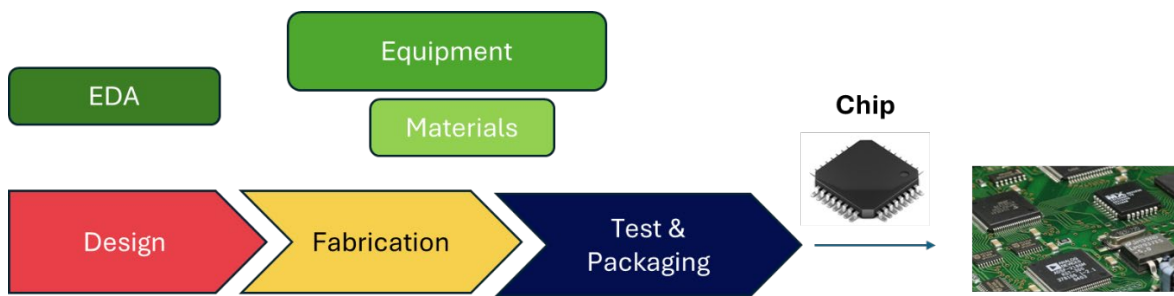 EDA
Equipment
Materials
Chip
Design
Fabrication
Test &
Packaging